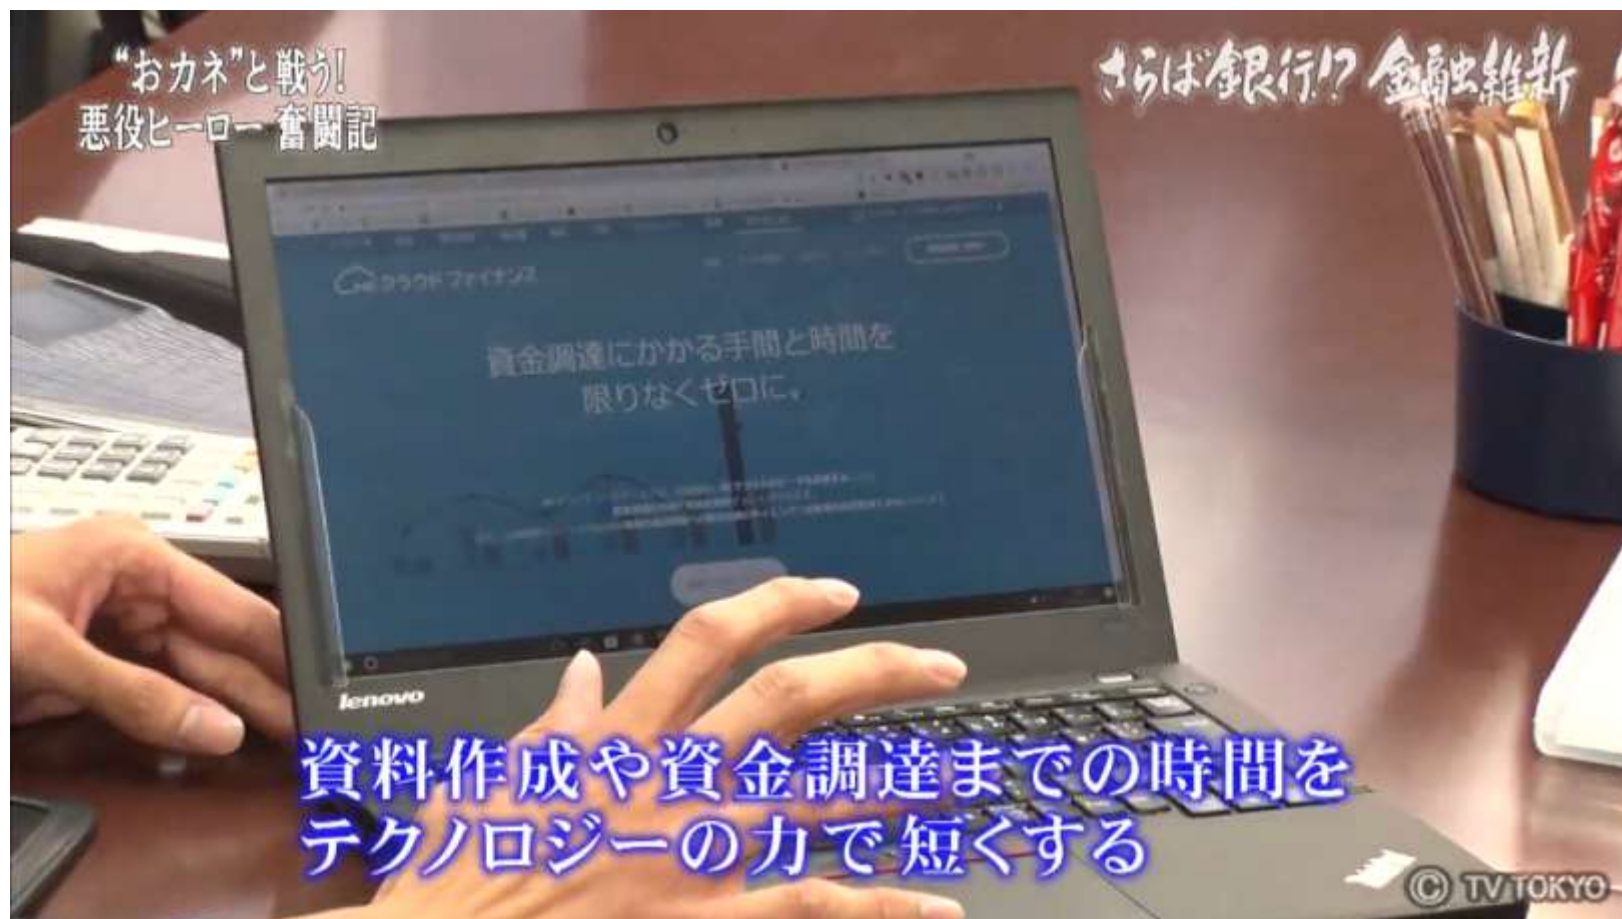 “おカネ”と戦う!
悪役ヒーロー 奮闘記
さらば銀行!? 金融維新
クラウドファイナンス
資金調達にかかる手間と時間を
限りなくゼロに。
lenovo
資料作成や資金調達までの時間を
テクノロジーの力で短くする
© TV TOKYO